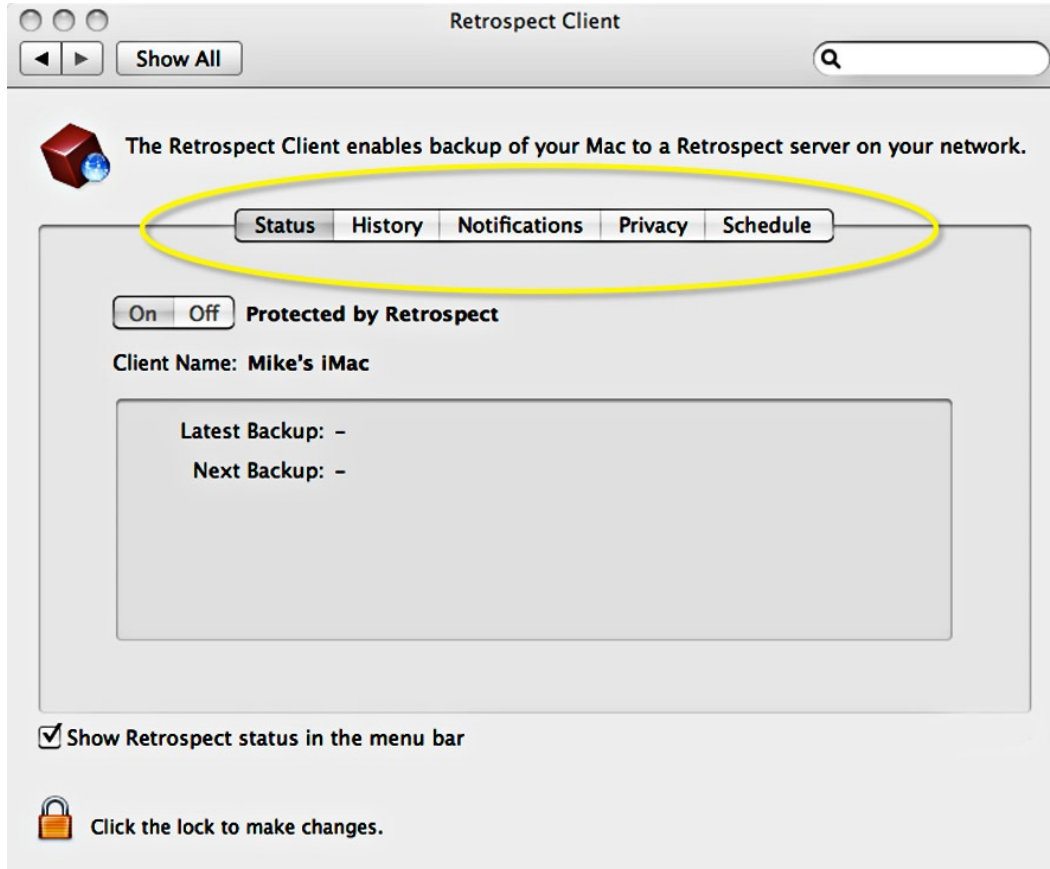 Retrospect Client
Show All
The Retrospect Client enables backup of your Mac to a Retrospect server on your network.
Status History Notifications Privacy Schedule
On Off Protected by Retrospect
Client Name: Mike's iMac
Latest Backup: –
Next Backup: –
Show Retrospect status in the menu bar
Click the lock to make changes.